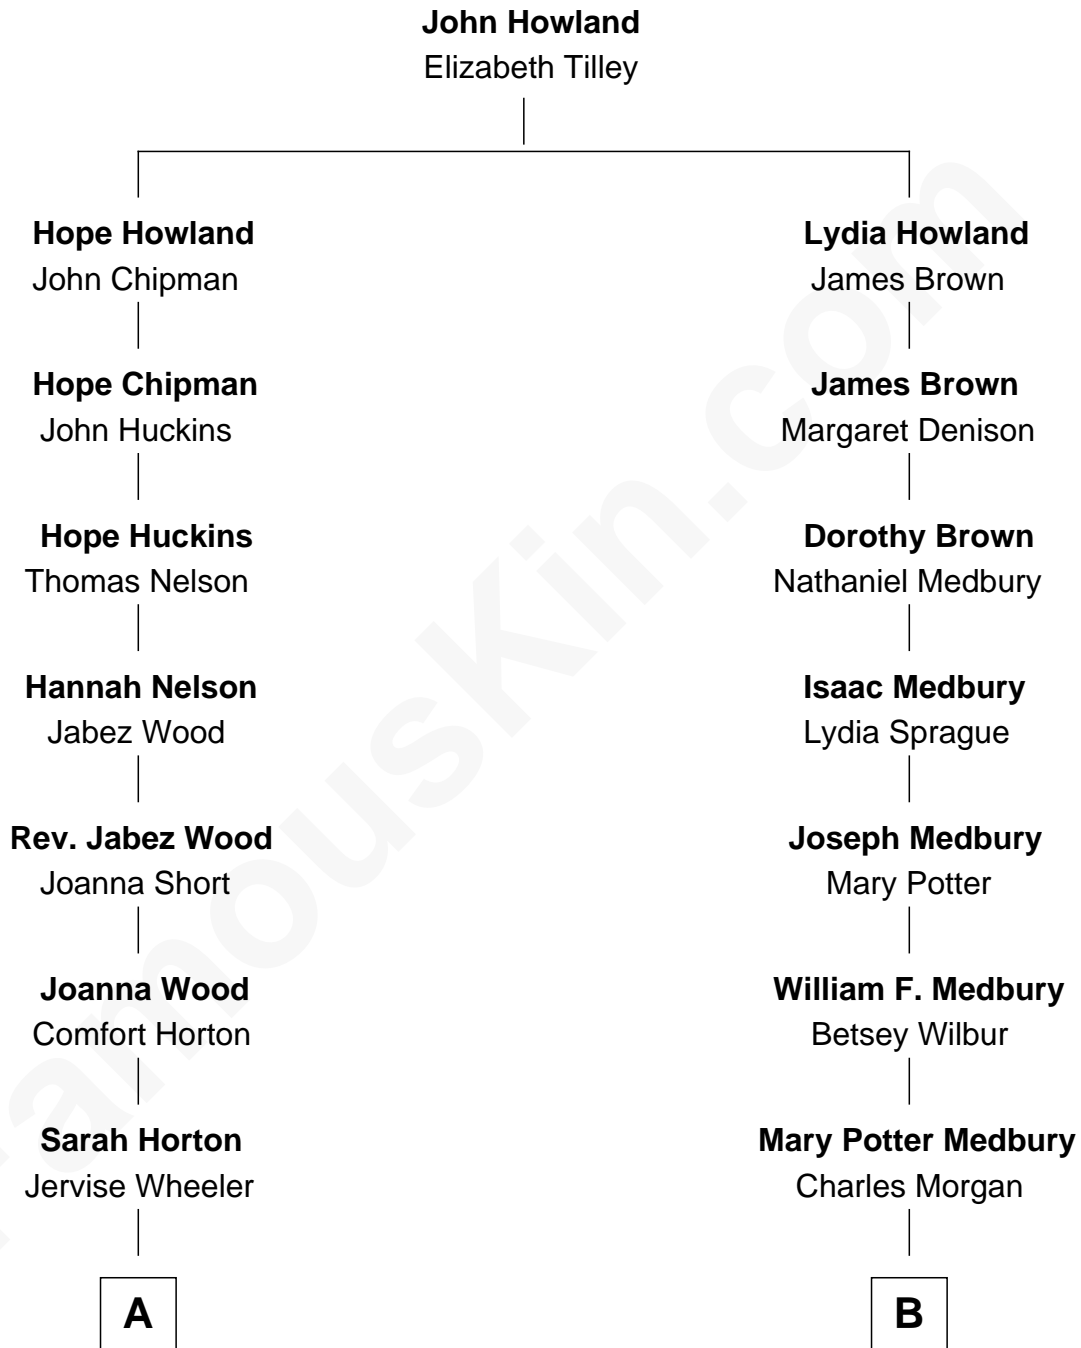 John Howland
Elizabeth Tilley
Hope Howland
John Chipman
Lydia Howland
James Brown
Hope Chipman
John Huckins
James Brown
Margaret Denison
Hope Huckins
Thomas Nelson
Dorothy Brown
Nathaniel Medbury
Hannah Nelson
Jabez Wood
Isaac Medbury
Lydia Sprague
Rev. Jabez Wood
Joanna Short
Joseph Medbury
Mary Potter
Joanna Wood
Comfort Horton
William F. Medbury
Betsey Wilbur
Sarah Horton
Jervise Wheeler
Mary Potter Medbury
Charles Morgan
A
B
FamousKin.com